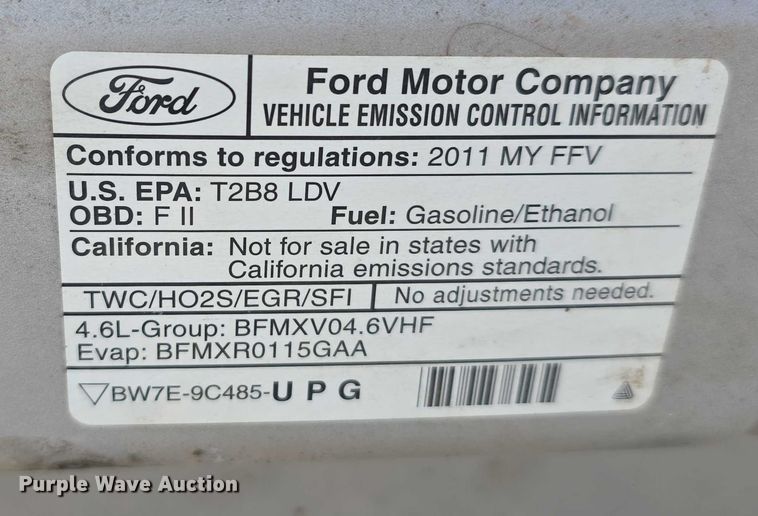 Ford
Ford Motor Company
VEHICLE EMISSION CONTROL INFORMATION
Conforms to regulations: 2011 MY FFV
U.S. EPA: T2B8 LDV
OBD: F II Fuel: Gasoline/Ethanol
California: Not for sale in states with
California emissions standards.
TWC/HO2S/EGR/SFI No adjustments needed.
4.6L-Group: BFMXV04.6VHF
Evap: BFMXR0115GAA
BW7E-9C485-U P G
Purple Wave Auction